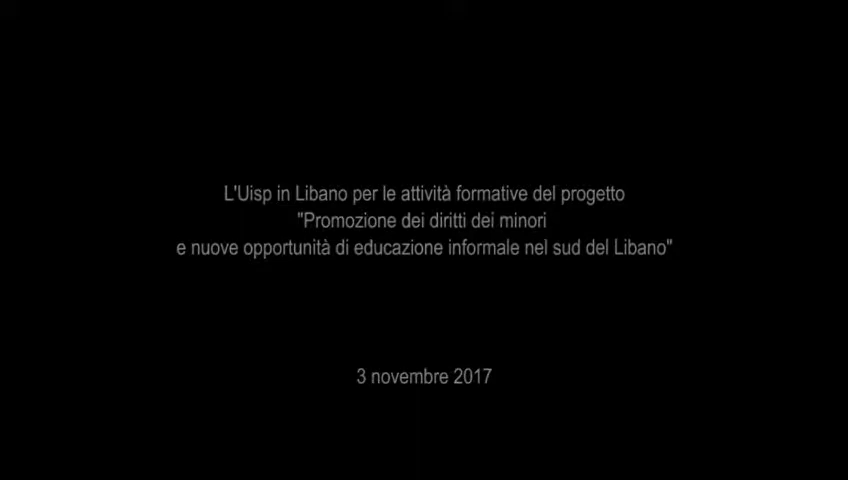 L'Uisp in Libano per le attività formative del progetto
"Promozione dei diritti dei minori
e nuove opportunità di educazione informale nel sud del Libano"
3 novembre 2017